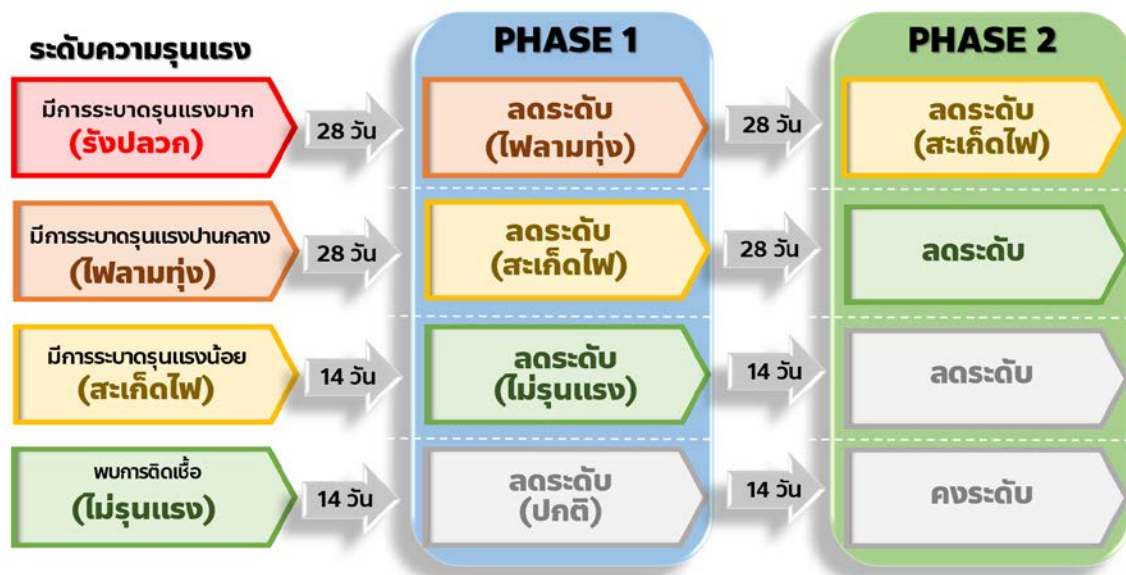 ระดับความรุนแรง
PHASE 1
PHASE 2
มีการระบาดรุนแรงมาก
(รังปลวก)
28 วัน
ลดระดับ
(ไฟลามทุ่ง)
28 วัน
ลดระดับ
(สะเก็ดไฟ)
มีการระบาดรุนแรงปานกลาง
(ไฟลามทุ่ง)
28 วัน
ลดระดับ
(สะเก็ดไฟ)
28 วัน
ลดระดับ
มีการระบาดรุนแรงน้อย
(สะเก็ดไฟ)
14 วัน
ลดระดับ
(ไม่รุนแรง)
14 วัน
ลดระดับ
พบการติดเชื้อ
(ไม่รุนแรง)
14 วัน
ลดระดับ
(ปกติ)
14 วัน
คงระดับ